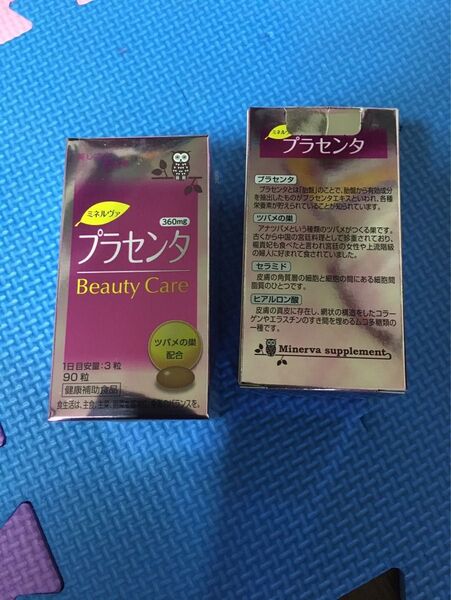 ミネルヴァ
360mg
プラセンタ
Beauty Care
ツバメの巣
配合
1日目安量:3粒
90粒
健康補助食品
食生活は、主食、主菜、副菜を基本に、食事のバランスを。
ミネルヴァ
プラセンタ
プラセンタ
プラセンタとは「胎盤」のことで、胎盤から有効成分
を抽出したものがプラセンタエキスといわれ、各種
栄養素が貯えられていることが知られています。
ツバメの巣
アナツバメという種類のツバメがつくる巣です。
古くから中国の宮廷料理として珍重されており、
楊貴妃も食べたと言われ宮廷の女性や上流階級
の婦人に好まれて食されていました。
セラミド
皮膚の角質層の細胞と細胞の間にある細胞間
脂質のひとつです。
ヒアルロン酸
皮膚の真皮に存在し、網状の構造をしたコラー
ゲンやエラスチンのすき間を埋めるムコ多糖類の
一種です。
Minerva supplement